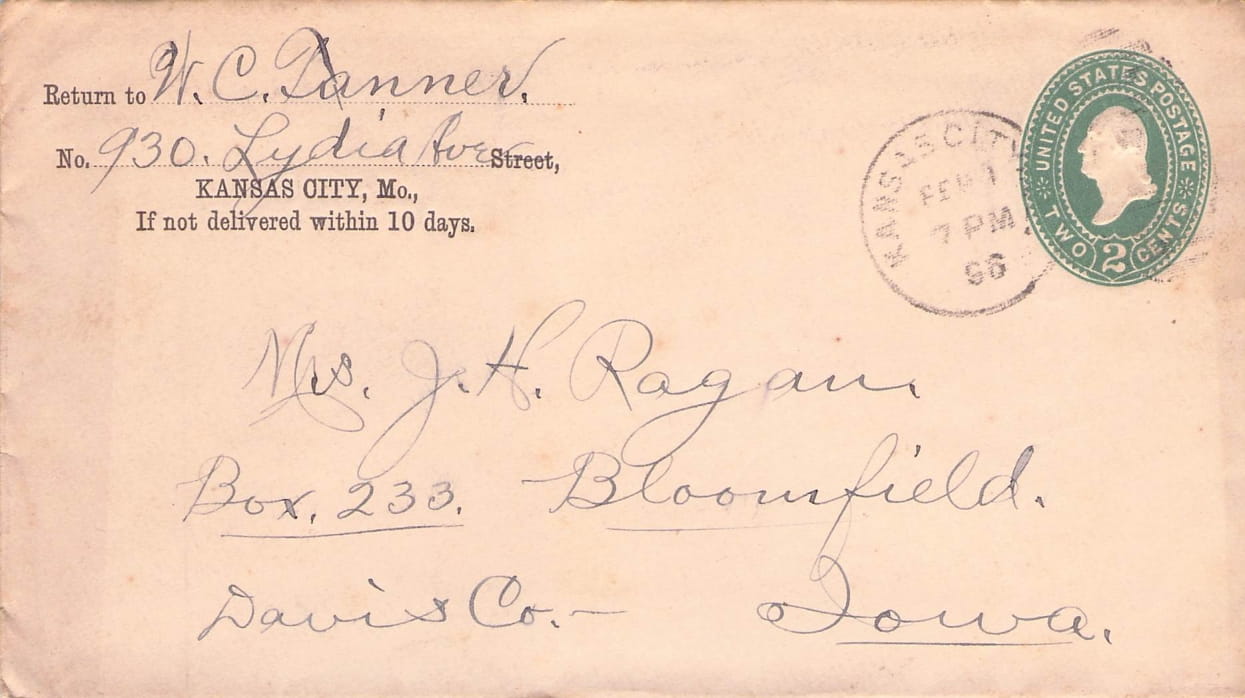 Return to W. C. Tanner.
No. 930. Lydia Ave Street,
KANSAS CITY, Mo.,
If not delivered within 10 days.
KANSAS CITY
FEB 1
7 PM
96
UNITED STATES POSTAGE
TWO 2 CENTS
Mrs. J. H. Ragan.
Box. 233. Bloomfield.
Davis Co. – Iowa.